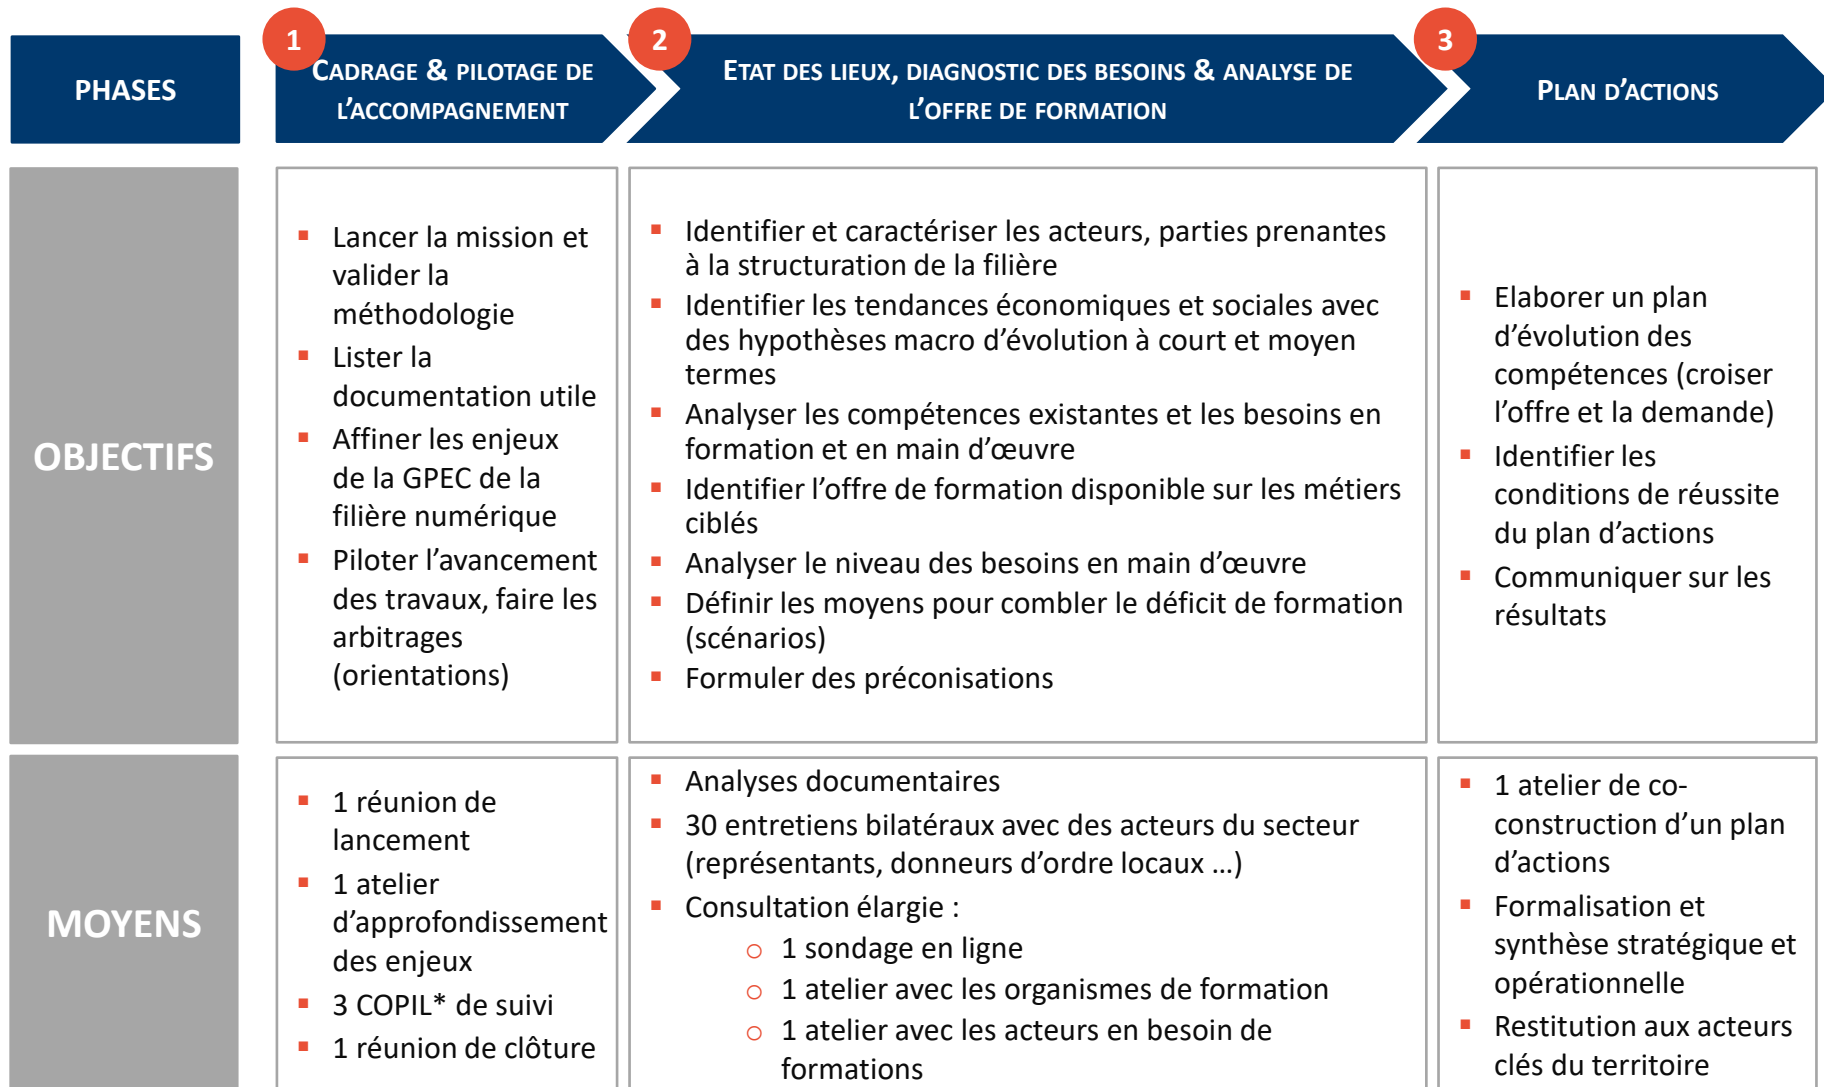 PHASES
1
CADRAGE & PILOTAGE DE
L’ACCOMPAGNEMENT
2
ETAT DES LIEUX, DIAGNOSTIC DES BESOINS & ANALYSE DE
L’OFFRE DE FORMATION
3
PLAN D’ACTIONS
OBJECTIFS
▪ Lancer la mission et
valider la
méthodologie
▪ Lister la
documentation utile
▪ Affiner les enjeux
de la GPEC de la
filière numérique
▪ Piloter l’avancement
des travaux, faire les
arbitrages
(orientations)
▪ Identifier et caractériser les acteurs, parties prenantes
à la structuration de la filière
▪ Identifier les tendances économiques et sociales avec
des hypothèses macro d’évolution à court et moyen
termes
▪ Analyser les compétences existantes et les besoins en
formation et en main d’œuvre
▪ Identifier l’offre de formation disponible sur les métiers
ciblés
▪ Analyser le niveau des besoins en main d’œuvre
▪ Définir les moyens pour combler le déficit de formation
(scénarios)
▪ Formuler des préconisations
▪ Elaborer un plan
d’évolution des
compétences (croiser
l’offre et la demande)
▪ Identifier les
conditions de réussite
du plan d’actions
▪ Communiquer sur les
résultats
MOYENS
▪ 1 réunion de
lancement
▪ 1 atelier
d’approfondissement
des enjeux
▪ 3 COPIL* de suivi
▪ 1 réunion de clôture
▪ Analyses documentaires
▪ 30 entretiens bilatéraux avec des acteurs du secteur
(représentants, donneurs d’ordre locaux …)
▪ Consultation élargie :
o 1 sondage en ligne
o 1 atelier avec les organismes de formation
o 1 atelier avec les acteurs en besoin de
formations
▪ 1 atelier de co-
construction d’un plan
d’actions
▪ Formalisation et
synthèse stratégique et
opérationnelle
▪ Restitution aux acteurs
clés du territoire